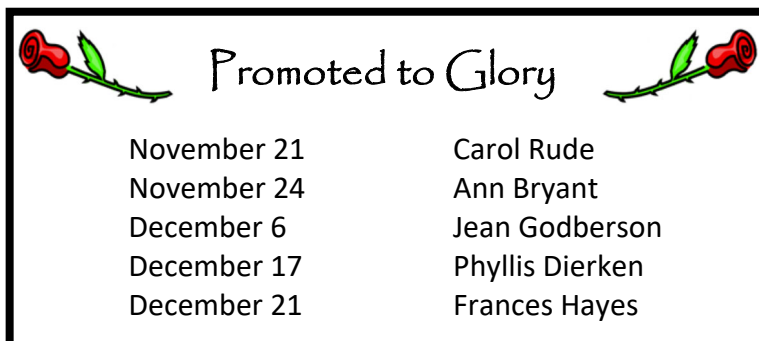 Promoted to Glory
November 21 Carol Rude
November 24 Ann Bryant
December 6 Jean Godberson
December 17 Phyllis Dierken
December 21 Frances Hayes